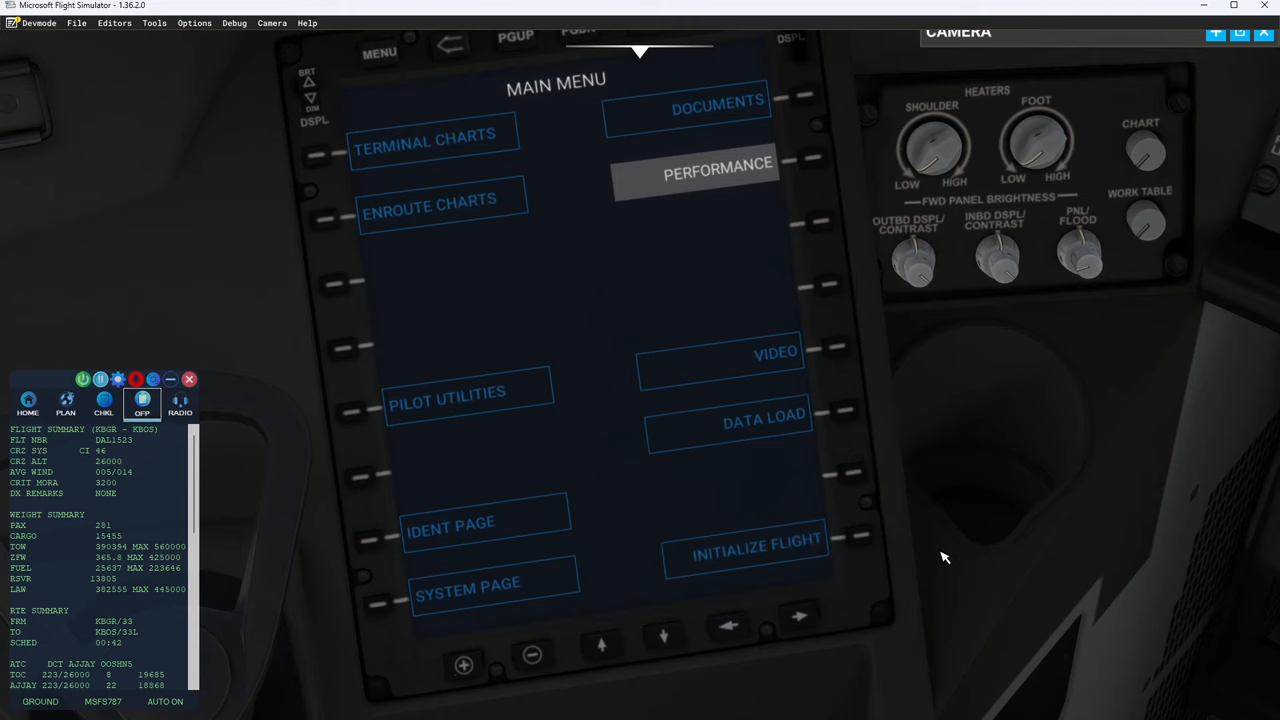 Microsoft Flight Simulator - 1.36.2.0
Devmode File Editors Tools Options Debug Camera Help
CAMERA
MENU
PGUP
PGDN
DSPL
BRT
DIM
DSPL
MAIN MENU
TERMINAL CHARTS
DOCUMENTS
PERFORMANCE
ENROUTE CHARTS
VIDEO
PILOT UTILITIES
DATA LOAD
IDENT PAGE
INITIALIZE FLIGHT
SYSTEM PAGE
HEATERS
SHOULDER
FOOT
CHART
LOW HIGH
LOW HIGH
WORK TABLE
FWD PANEL BRIGHTNESS
OUTBD DSPL/
CONTRAST
INBD DSPL/
CONTRAST
PNL/
FLOOD
HOME PLAN CHKL OFP RADIO
FLIGHT SUMMARY (KBGR - KBOS)
FLT NBR DAL1523
CRZ SYS CI 46
CRZ ALT 26000
AVG WIND 005/014
CRIT MORA 3200
DX REMARKS NONE
WEIGHT SUMMARY
PAX 281
CARGO 15455
TOW 390394 MAX 560000
ZFW 365.8 MAX 425000
FUEL 25637 MAX 223646
RSVR 13805
LAW 382555 MAX 445000
RTE SUMMARY
FRM KBGR/33
TO KBOS/33L
SCHED 00:42
ATC DCT AJJAY OOSHN5
TOC 223/26000 8 19685
AJJAY 223/26000 22 18868
GROUND MSFS787 AUTO ON